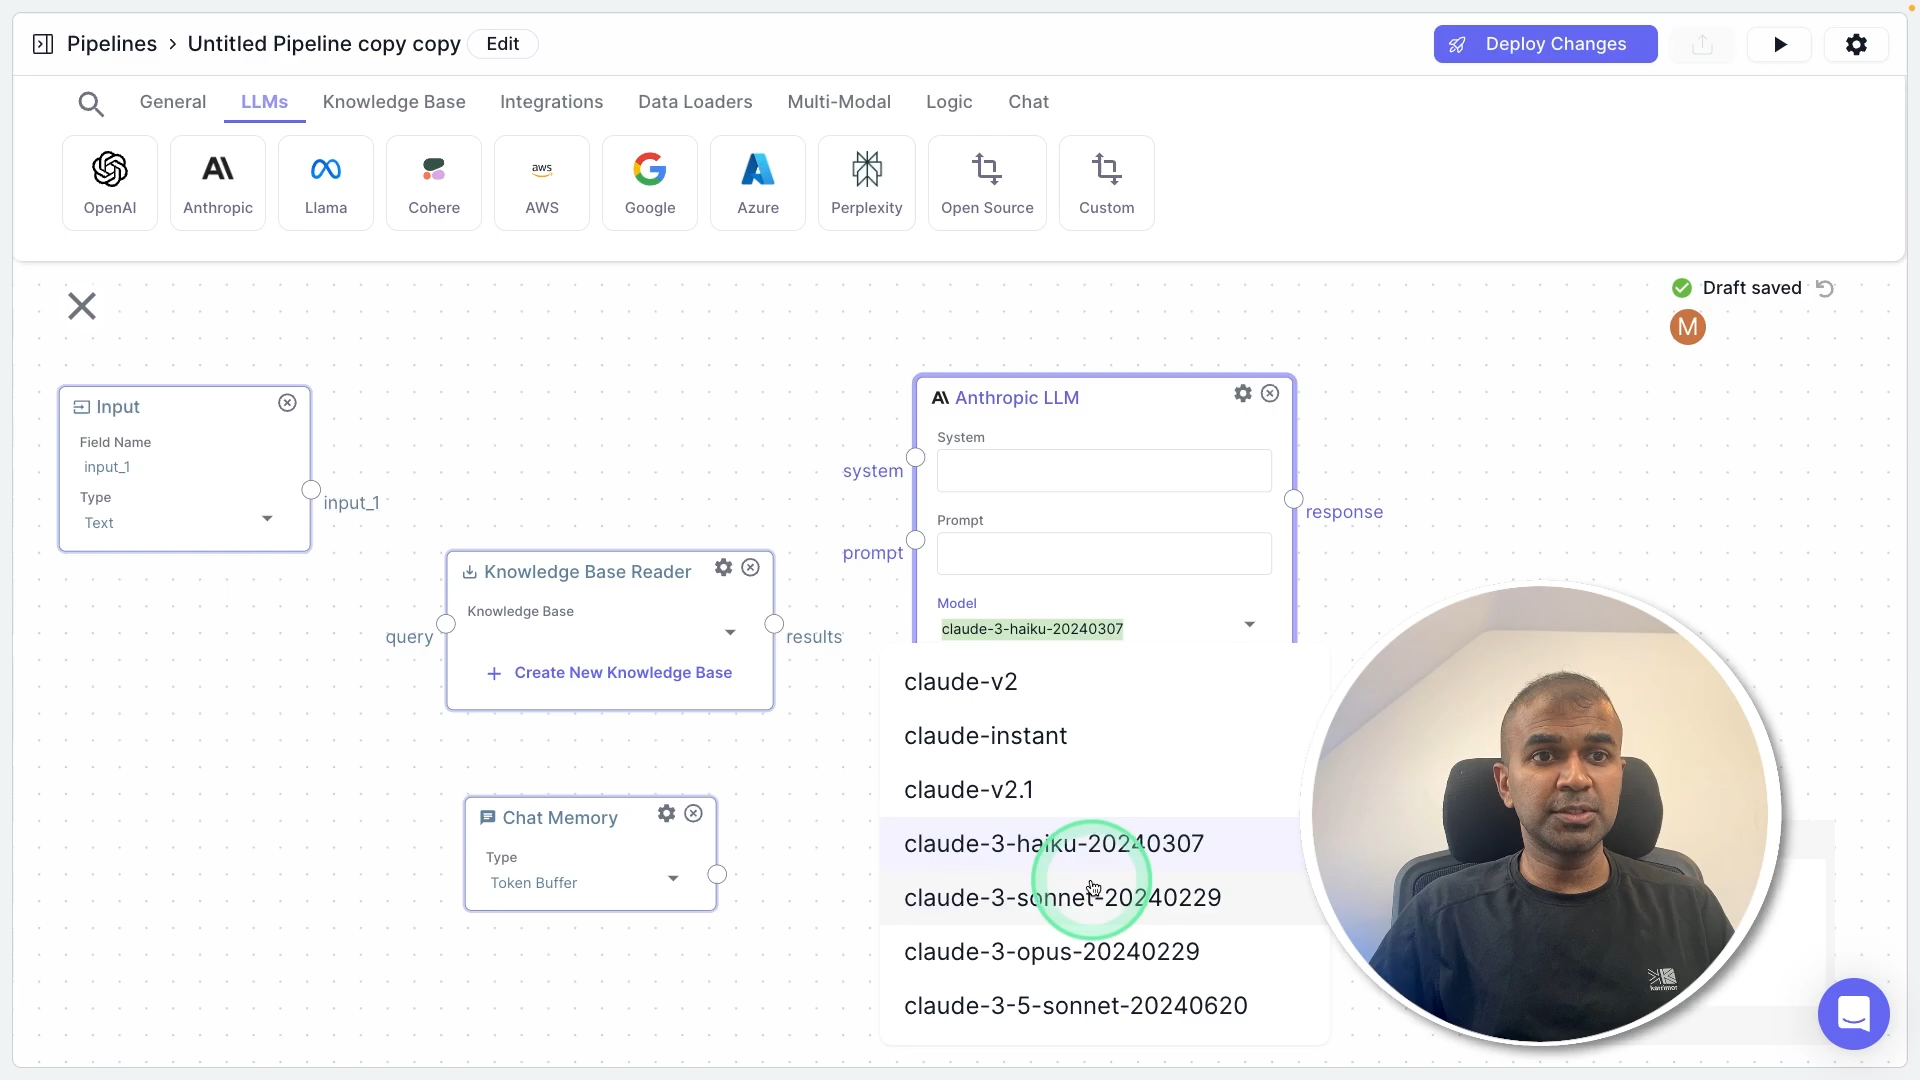 Pipelines > Untitled Pipeline copy copy Edit
Deploy Changes
General LLMs Knowledge Base Integrations Data Loaders Multi-Modal Logic Chat
aws
OpenAI Anthropic Llama Cohere AWS Google Azure Perplexity Open Source Custom
Draft saved
M
Input
Field Name
input_1
Type
Text
input_1
Knowledge Base Reader
Knowledge Base
query
results
+ Create New Knowledge Base
Chat Memory
Type
Token Buffer
Anthropic LLM
System
system
Prompt
prompt
response
Model
claude-3-haiku-20240307
claude-v2
claude-instant
claude-v2.1
claude-3-haiku-20240307
claude-3-sonnet-20240229
claude-3-opus-20240229
claude-3-5-sonnet-20240620